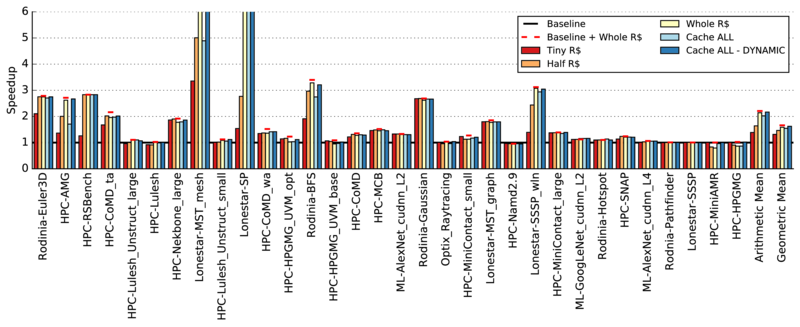 6
5
4
3
2
1
0
Speedup
Baseline
Baseline + Whole R$
Tiny R$
Half R$
Whole R$
Cache ALL
Cache ALL - DYNAMIC
Rodinia-Euler3D
HPC-AMG
HPC-RSBench
HPC-CoMD_ta
HPC-Lulesh_Unstruct_large
HPC-Lulesh
HPC-Nekbone_large
Lonestar-MST_mesh
HPC-Lulesh_Unstruct_small
Lonestar-SP
HPC-CoMD_wa
HPC-HPGMG_UVM_opt
Rodinia-BFS
HPC-HPGMG_UVM_base
HPC-CoMD
HPC-MCB
ML-AlexNet_cudnn_L2
Rodinia-Gaussian
Optix_Raytracing
HPC-MiniContact_small
Lonestar-MST_graph
HPC-Namd2.9
Lonestar-SSSP_wln
HPC-MiniContact_large
ML-GoogLeNet_cudnn_L2
Rodinia-Hotspot
HPC-SNAP
ML-AlexNet_cudnn_L4
Rodnia-Pathfinder
Lonestar-SSSP
HPC-MiniAMR
HPC-HPGMG
Arithmetic Mean
Geometric Mean